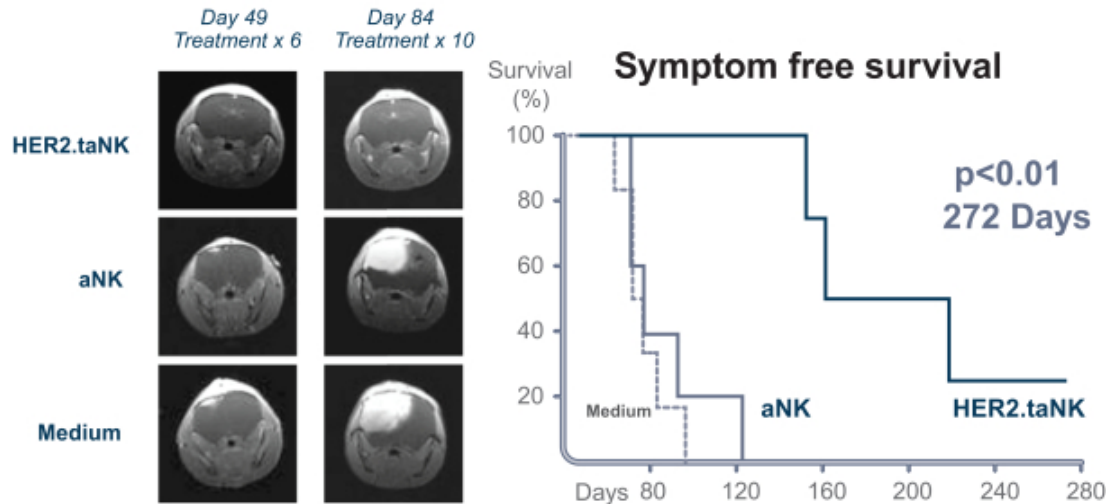 Day 49
Treatment x 6
Day 84
Treatment x 10
HER2.taNK
aNK
Medium
Symptom free survival
Survival
(%)
100
80
60
40
20
p<0.01
272 Days
Medium
aNK
HER2.taNK
Days 80 120 160 200 240 280